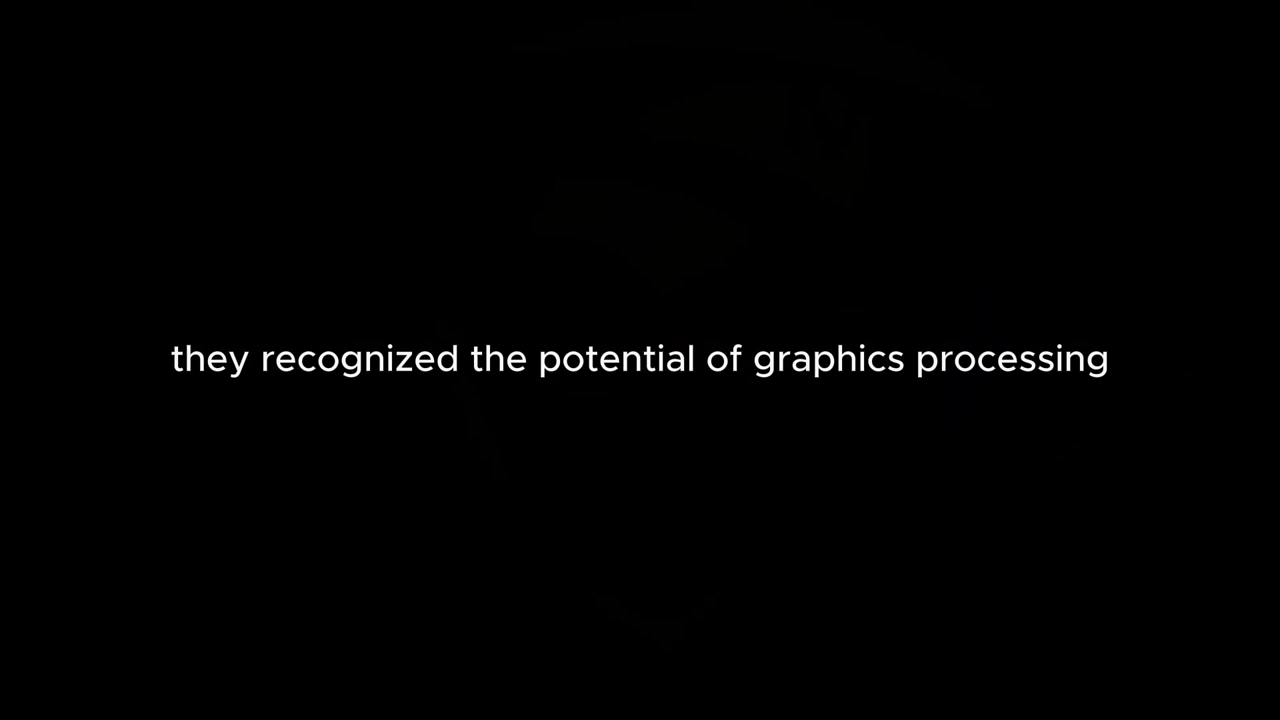 they recognized the potential of graphics processing